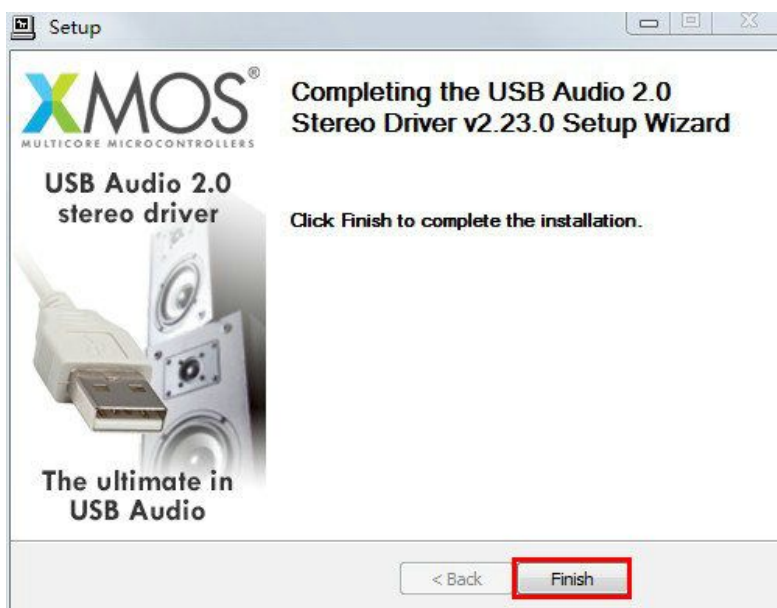 Setup
XMOS®
MULTICORE MICROCONTROLLERS
USB Audio 2.0
stereo driver
The ultimate in
USB Audio
Completing the USB Audio 2.0
Stereo Driver v2.23.0 Setup Wizard
Click Finish to complete the installation.
< Back
Finish